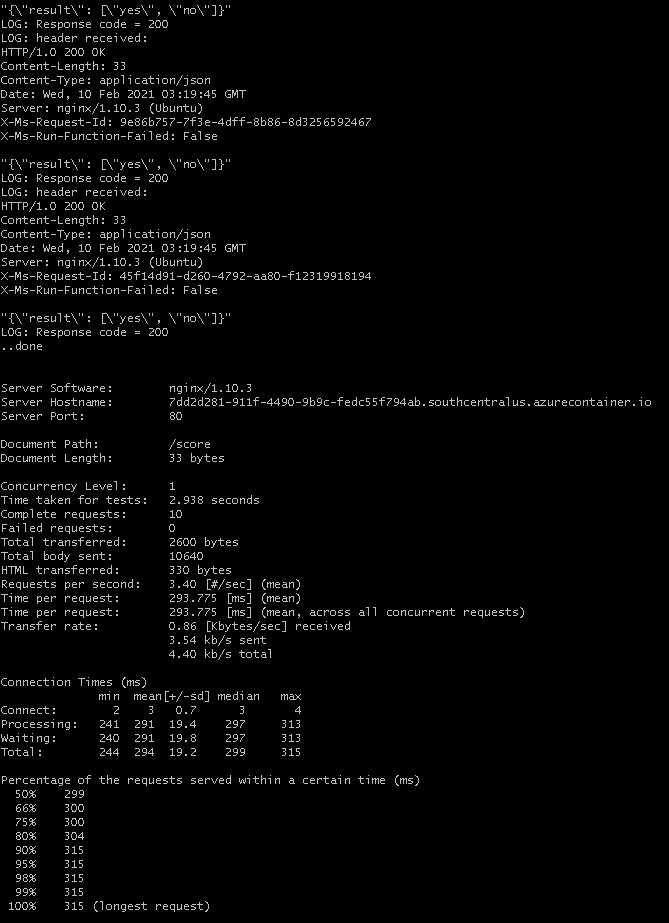 "{\"result\": [\"yes\", \"no\"]}"
LOG: Response code = 200
LOG: header received:
HTTP/1.0 200 OK
Content-Length: 33
Content-Type: application/json
Date: Wed, 10 Feb 2021 03:19:45 GMT
Server: nginx/1.10.3 (Ubuntu)
X-Ms-Request-Id: 9e86b757-7f3e-4dff-8b86-8d3256592467
X-Ms-Run-Function-Failed: False

"{\"result\": [\"yes\", \"no\"]}"
LOG: Response code = 200
LOG: header received:
HTTP/1.0 200 OK
Content-Length: 33
Content-Type: application/json
Date: Wed, 10 Feb 2021 03:19:45 GMT
Server: nginx/1.10.3 (Ubuntu)
X-Ms-Request-Id: 45f14d91-d260-4792-aa80-f12319918194
X-Ms-Run-Function-Failed: False

"{\"result\": [\"yes\", \"no\"]}"
LOG: Response code = 200
..done

Server Software:        nginx/1.10.3
Server Hostname:        7dd2d281-911f-4490-9b9c-fedc55f794ab.southcentralus.azurecontainer.io
Server Port:            80

Document Path:          /score
Document Length:        33 bytes

Concurrency Level:      1
Time taken for tests:   2.938 seconds
Complete requests:      10
Failed requests:        0
Total transferred:      2600 bytes
Total body sent:        10640
HTML transferred:       330 bytes
Requests per second:    3.40 [#/sec] (mean)
Time per request:       293.775 [ms] (mean)
Time per request:       293.775 [ms] (mean, across all concurrent requests)
Transfer rate:          0.86 [Kbytes/sec] received
                        3.54 kb/s sent
                        4.40 kb/s total

Connection Times (ms)
              min  mean[+/-sd] median   max
Connect:        2    3   0.7      3       4
Processing:   241  291  19.4    297     313
Waiting:      240  291  19.8    297     313
Total:        244  294  19.2    299     315

Percentage of the requests served within a certain time (ms)
  50%    299
  66%    300
  75%    300
  80%    304
  90%    315
  95%    315
  98%    315
  99%    315
 100%    315 (longest request)